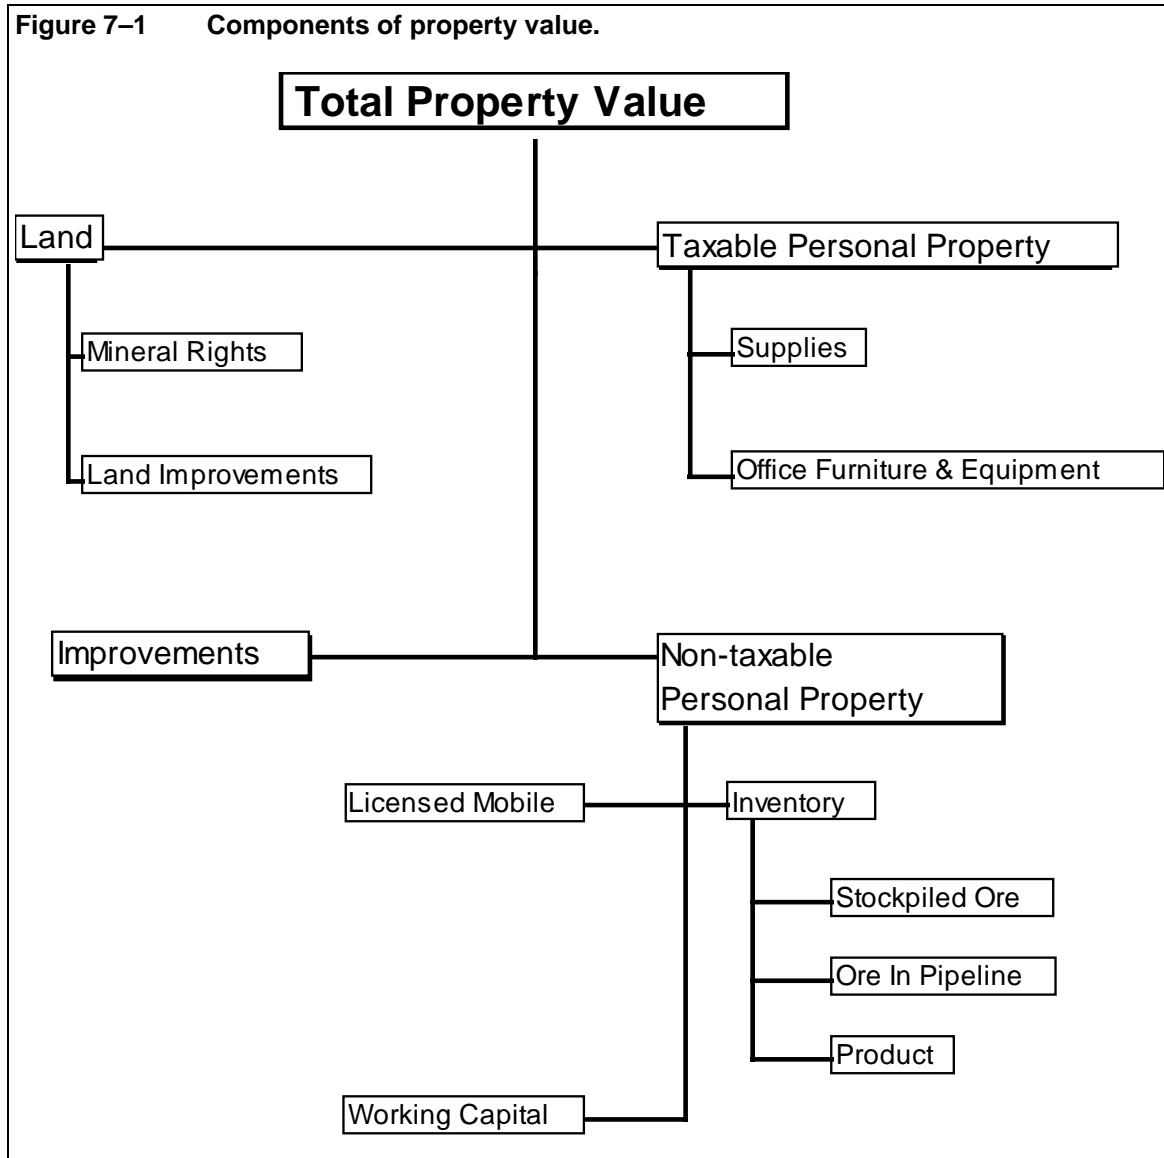 Figure 7–1 Components of property value.
Total Property Value
Land
Taxable Personal Property
Mineral Rights
Supplies
Land Improvements
Office Furniture & Equipment
Improvements
Non-taxable
Personal Property
Licensed Mobile
Inventory
Stockpiled Ore
Ore In Pipeline
Product
Working Capital